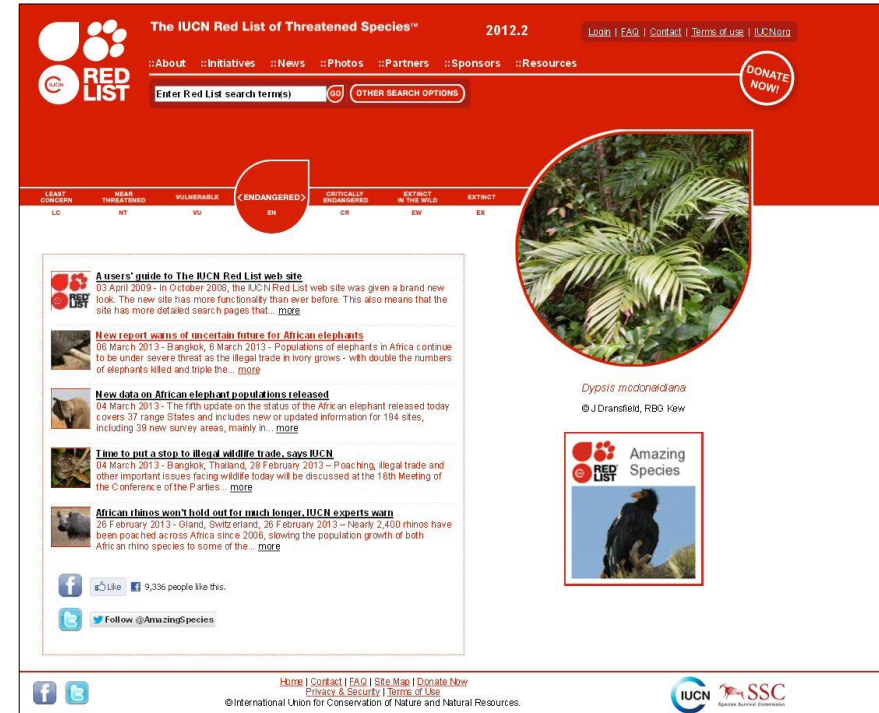 The IUCN Red List of Threatened Species™
2012.2
Login | FAQ | Contact | Terms of use | IUCN.org
IUCN
RED
LIST
::About ::Initiatives ::News ::Photos ::Partners ::Sponsors ::Resources
Enter Red List search term(s) GO OTHER SEARCH OPTIONS
DONATE
NOW!
LEAST
CONCERN
NEAR
THREATENED
VULNERABLE
<ENDANGERED>
CRITICALLY
ENDANGERED
EXTINCT
IN THE WILD
EXTINCT
LC NT VU EN CR EW EX
RED
LIST
A users' guide to The IUCN Red List web site
03 April 2009 - In October 2008, the IUCN Red List web site was given a brand new
look. The new site has more functionality than ever before. This also means that the
site has more detailed search pages that... more
New report warns of uncertain future for African elephants
06 March 2013 - Bangkok, 6 March 2013 - Populations of elephants in Africa continue
to be under severe threat as the illegal trade in ivory grows - with double the numbers
of elephants killed and triple the... more
New data on African elephant populations released
04 March 2013 - The fifth update on the status of the African elephant released today
covers 37 range States and includes new or updated information for 194 sites,
including 39 new survey areas, mainly in... more
Time to put a stop to illegal wildlife trade, says IUCN
04 March 2013 - Bangkok, Thailand, 28 February 2013 – Poaching, illegal trade and
other important issues facing wildlife today will be discussed at the 16th Meeting of
the Conference of the Parties... more
African rhinos won't hold out for much longer, IUCN experts warn
26 February 2013 - Gland, Switzerland, 26 February 2013 – Nearly 2,400 rhinos have
been poached across Africa since 2006, slowing the population growth of both
African rhino species to some of the... more
Like 9,336 people like this.
Follow @AmazingSpecies
Dypsis mcdonaldiana
© J Dransfield, RBG Kew
RED
LIST
Amazing
Species
Home | Contact | FAQ | Site Map | Donate Now
Privacy & Security | Terms of Use
© International Union for Conservation of Nature and Natural Resources.
IUCN
SSC
Species Survival Commission